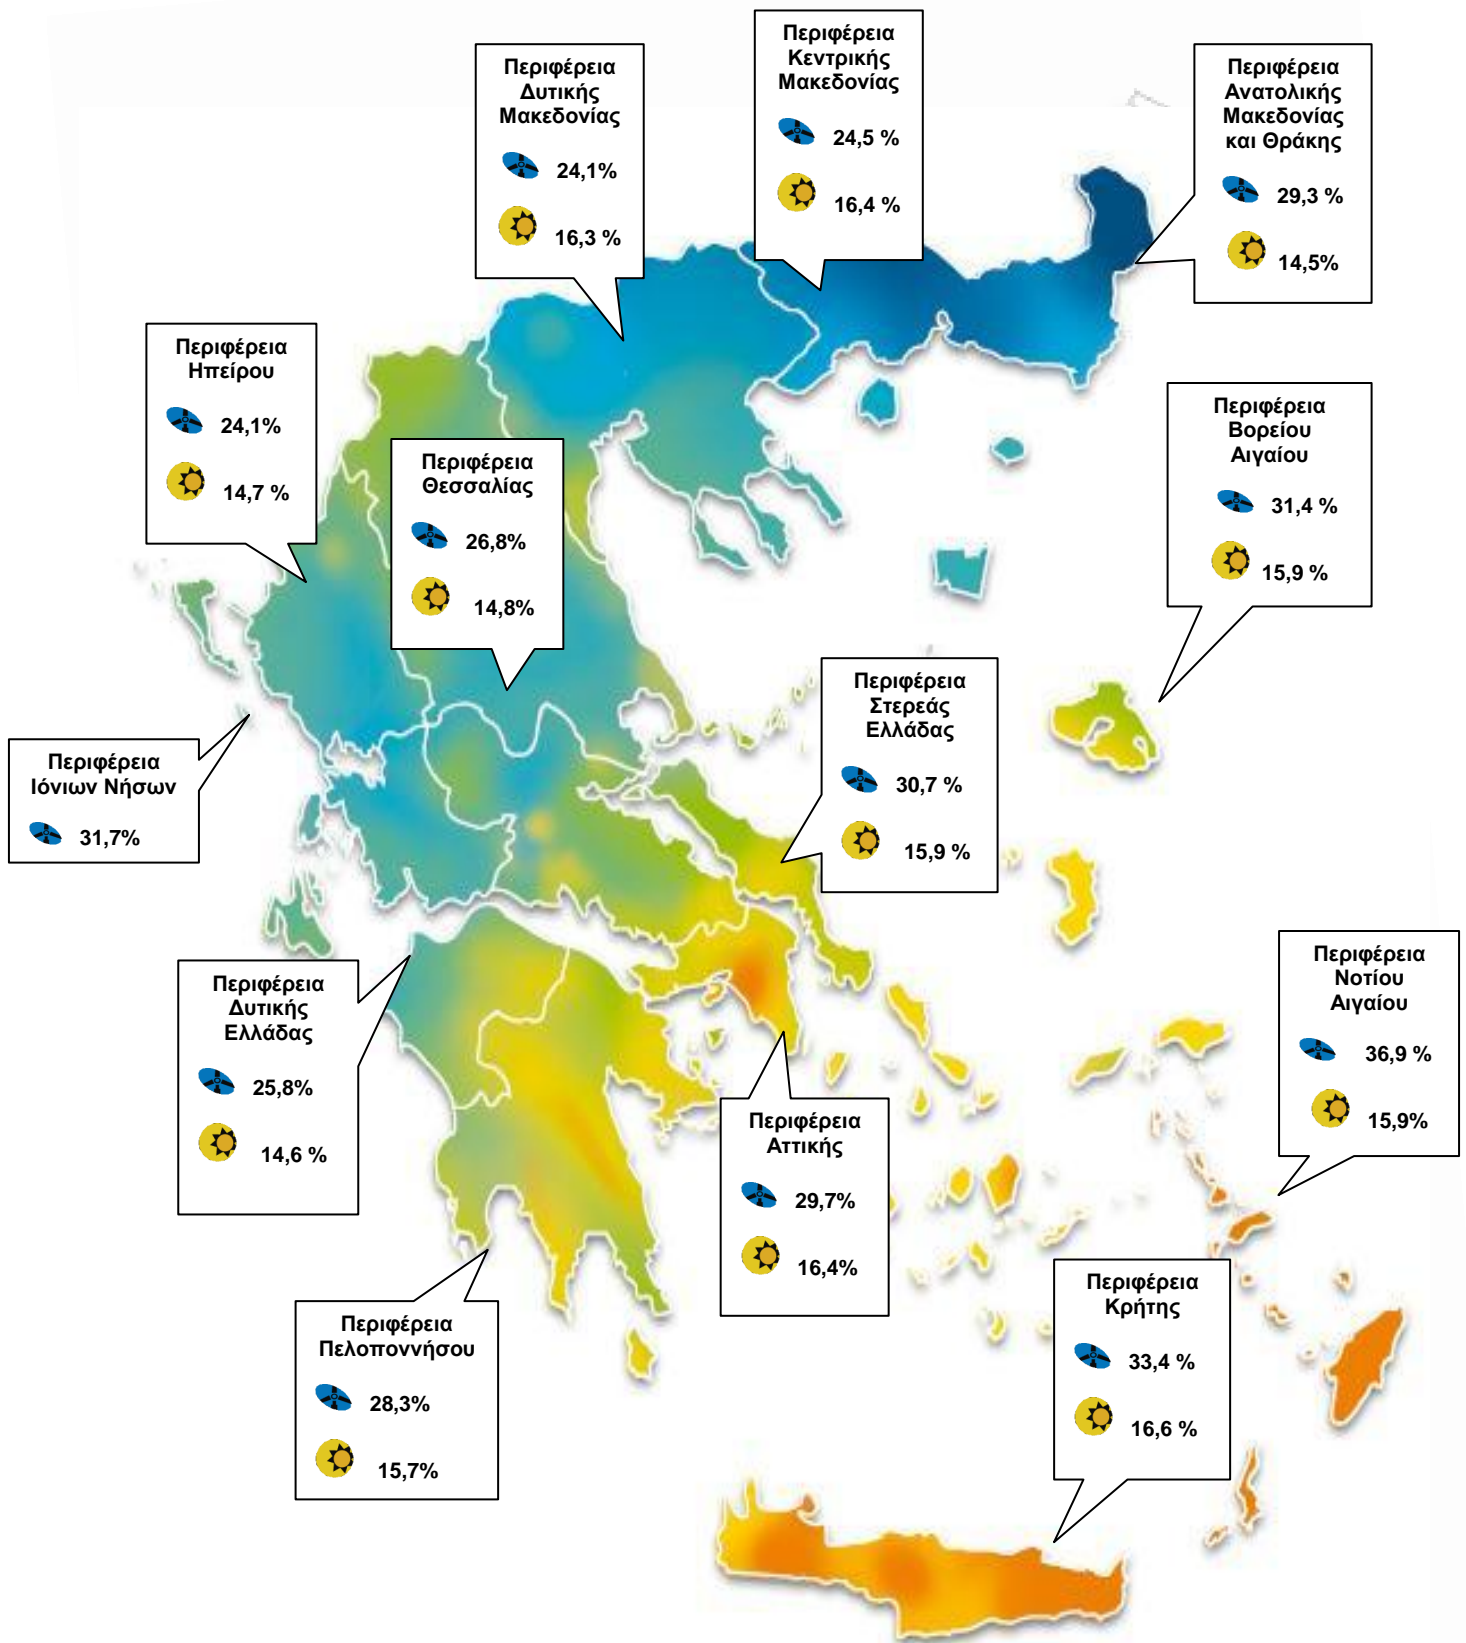 Περιφέρεια
Κεντρικής
Μακεδονίας
24,5 %
16,4 %
Περιφέρεια
Δυτικής
Μακεδονίας
24,1%
16,3 %
Περιφέρεια
Ανατολικής
Μακεδονίας
και Θράκης
29,3 %
14,5%
Περιφέρεια
Ηπείρου
24,1%
14,7 %
Περιφέρεια
Θεσσαλίας
26,8%
14,8%
Περιφέρεια
Βορείου
Αιγαίου
31,4 %
15,9 %
Περιφέρεια
Στερεάς
Ελλάδας
30,7 %
15,9 %
Περιφέρεια
Ιόνιων Νήσων
31,7%
Περιφέρεια
Δυτικής
Ελλάδας
25,8%
14,6 %
Περιφέρεια
Νοτίου
Αιγαίου
36,9 %
15,9%
Περιφέρεια
Αττικής
29,7%
16,4%
Περιφέρεια
Κρήτης
33,4 %
16,6 %
Περιφέρεια
Πελοποννήσου
28,3%
15,7%